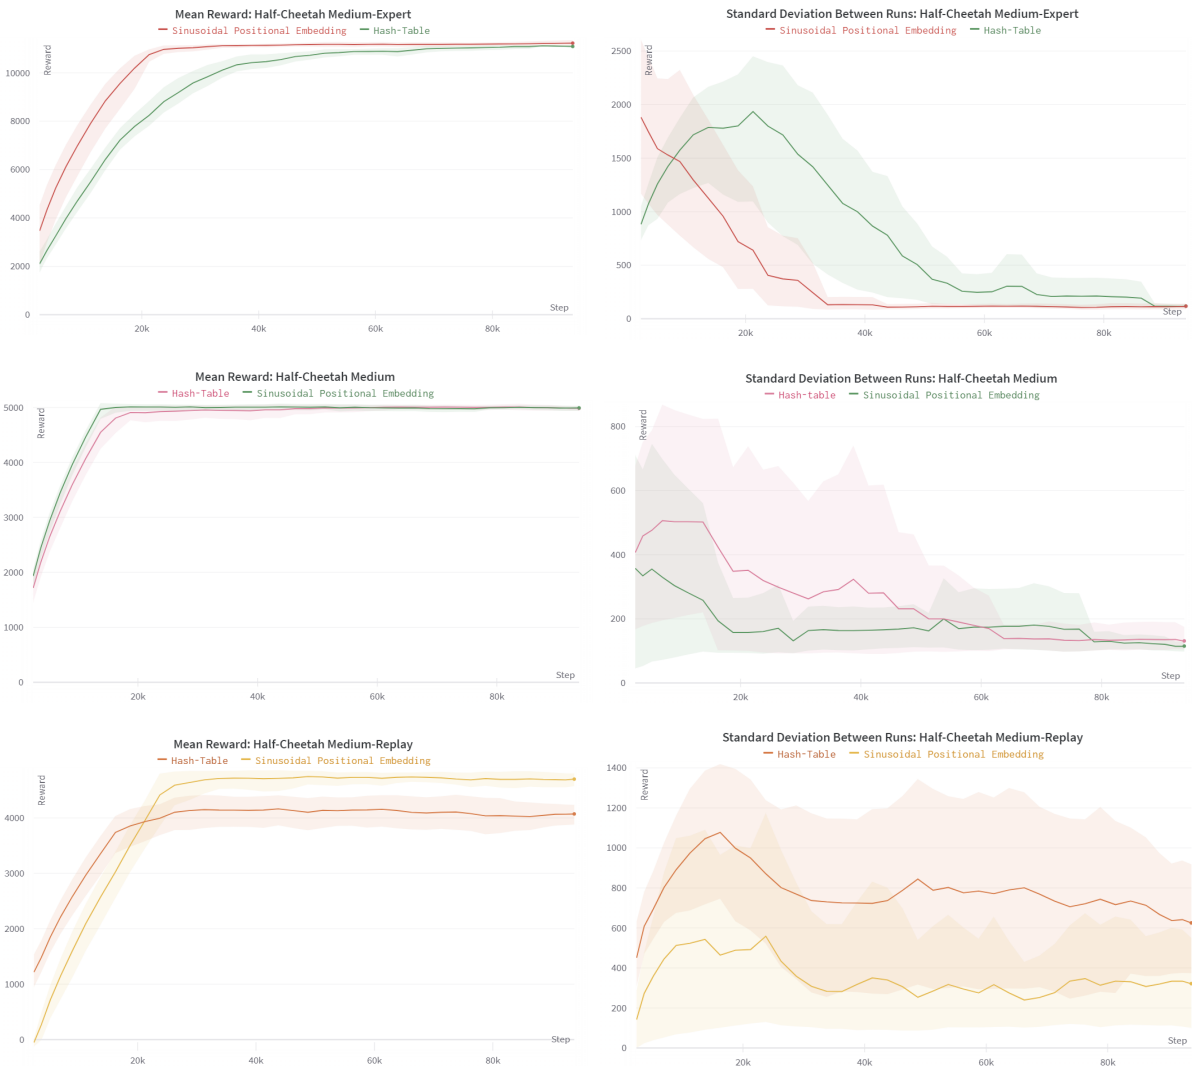 Mean Reward: Half-Cheetah Medium-Expert
Sinusoidal Positional Embedding Hash-Table
Reward
10000
8000
6000
4000
2000
0
20k 40k 60k 80k
Step
Standard Deviation Between Runs: Half-Cheetah Medium-Expert
Sinusoidal Positional Embedding Hash-Table
Reward
2500
2000
1500
1000
500
0
20k 40k 60k 80k
Step
Mean Reward: Half-Cheetah Medium
Hash-Table Sinusoidal Positional Embedding
Reward
5000
4000
3000
2000
1000
0
20k 40k 60k 80k
Step
Standard Deviation Between Runs: Half-Cheetah Medium
Hash-table Sinusoidal Positional Embedding
Reward
800
600
400
200
0
20k 40k 60k 80k
Step
Mean Reward: Half-Cheetah Medium-Replay
Hash-Table Sinusoidal Positional Embedding
Reward
4000
3000
2000
1000
0
20k 40k 60k 80k
Step
Standard Deviation Between Runs: Half-Cheetah Medium-Replay
Hash-Table Sinusoidal Positional Embedding
Reward
1400
1200
1000
800
600
400
200
0
20k 40k 60k 80k
Step